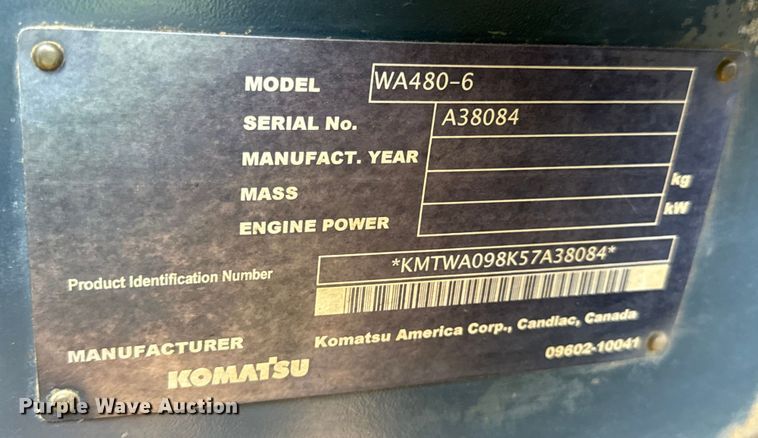 MODEL WA480-6
SERIAL No. A38084
MANUFACT. YEAR
MASS kg
ENGINE POWER kW
Product Identification Number *KMTWA098K57A38084*
MANUFACTURER Komatsu America Corp., Candiac, Canada
KOMATSU 09602-10041
Purple Wave Auction